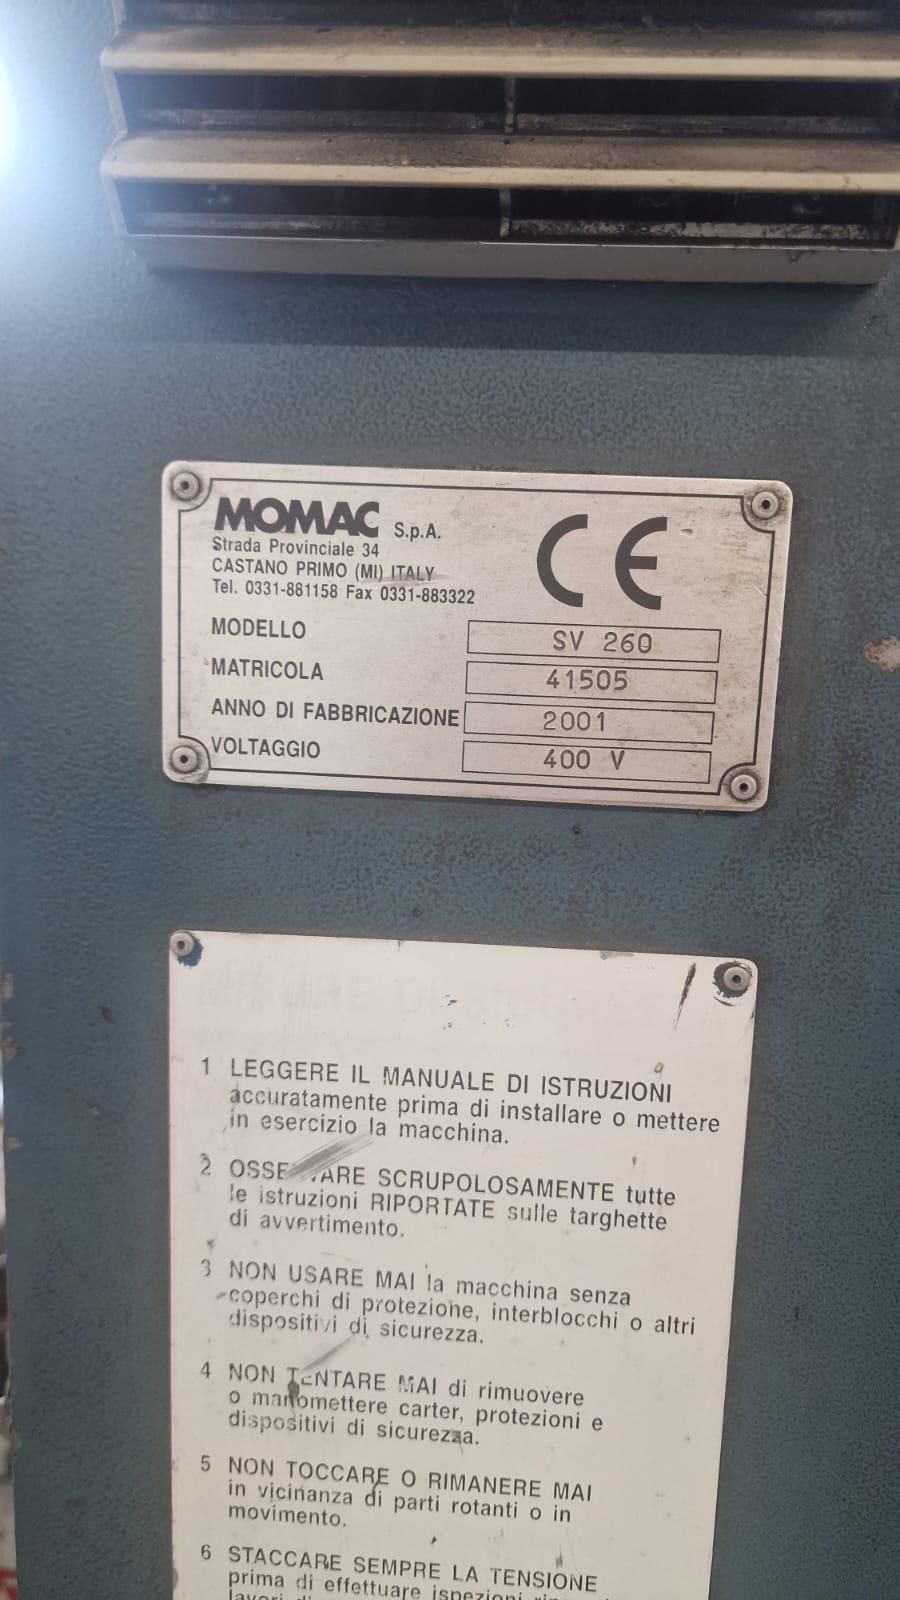 MOMAC S.p.A.
Strada Provinciale 34
CASTANO PRIMO (MI) ITALY
Tel. 0331-881158 Fax 0331-883322
CE
MODELLO SV 260
MATRICOLA 41505
ANNO DI FABBRICAZIONE 2001
VOLTAGGIO 400 V
1 LEGGERE IL MANUALE DI ISTRUZIONI
accuratamente prima di installare o mettere
in esercizio la macchina.
2 OSSERVARE SCRUPOLOSAMENTE tutte
le istruzioni RIPORTATE sulle targhette
di avvertimento.
3 NON USARE MAI la macchina senza
coperchi di protezione, interblocchi o altri
dispositivi di sicurezza.
4 NON TENTARE MAI di rimuovere
o manomettere carter, protezioni e
dispositivi di sicurezza.
5 NON TOCCARE O RIMANERE MAI
in vicinanza di parti rotanti o in
movimento.
6 STACCARE SEMPRE LA TENSIONE
prima di effettuare ispezioni